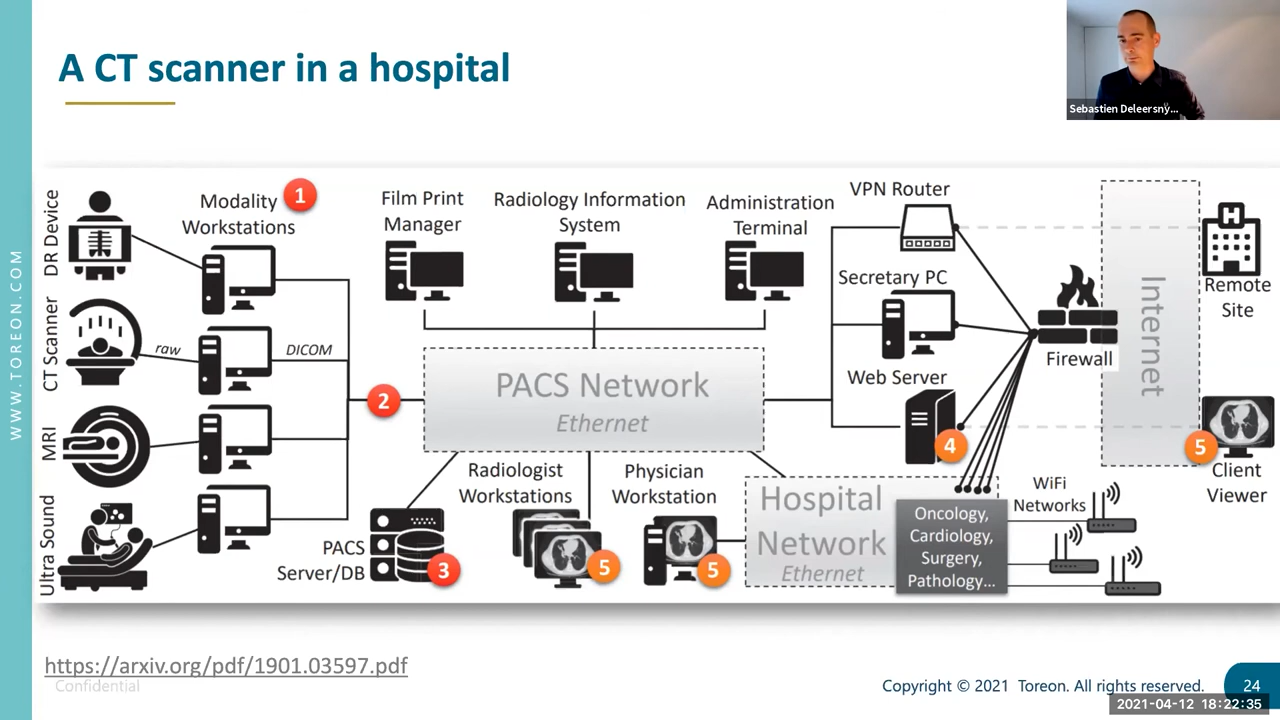 A CT scanner in a hospital
Sebastien Deleersny...
WWW.TOREON.COM
DR Device
CT Scanner
MRI
Ultra Sound
Modality
Workstations
1
raw
DICOM
2
Film Print
Manager
Radiology Information
System
Administration
Terminal
PACS Network
Ethernet
PACS
Server/DB
3
Radiologist
Workstations
5
Physician
Workstation
5
VPN Router
Secretary PC
Web Server
4
Firewall
Internet
Remote
Site
5
Client
Viewer
Hospital
Network
Ethernet
Oncology,
Cardiology,
Surgery,
Pathology...
WiFi
Networks
https://arxiv.org/pdf/1901.03597.pdf
Confidential
Copyright © 2021 Toreon. All rights reserved.
24
2021-04-12 18:22:35